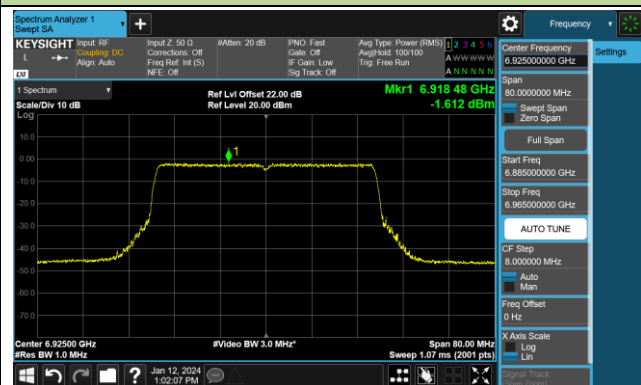 Spectrum Analyzer 1
Swept SA
Frequency
KEYSIGHT
Input: RF
Coupling: DC
Align: Auto
Input Z: 50 Ω
Corrections: Off
Freq Ref: Int (S)
NFE: Off
#Atten: 20 dB
PNO: Fast
Gate: Off
IF Gain: Low
Sig Track: Off
Avg Type: Power (RMS)
Avg|Hold: 100/100
Trig: Free Run
1 2 3 4 5 6
A W W W W W
A N N N N N
L
LXI
Center Frequency
6.925000000 GHz
Settings
Span
80.0000000 MHz
Swept Span
Zero Span
Full Span
Start Freq
6.885000000 GHz
Stop Freq
6.965000000 GHz
AUTO TUNE
CF Step
8.000000 MHz
Auto
Man
Freq Offset
0 Hz
X Axis Scale
Log
Lin
Signal Track
1 Spectrum
Scale/Div 10 dB
Log
Ref Lvl Offset 22.00 dB
Ref Level 20.00 dBm
Mkr1 6.918 48 GHz
-1.612 dBm
1
10.0
0.00
-10.0
-20.0
-30.0
-40.0
-50.0
-60.0
-70.0
Center 6.92500 GHz
#Res BW 1.0 MHz
#Video BW 3.0 MHz*
Span 80.00 MHz
Sweep 1.07 ms (2001 pts)
Jan 12, 2024
1:02:07 PM